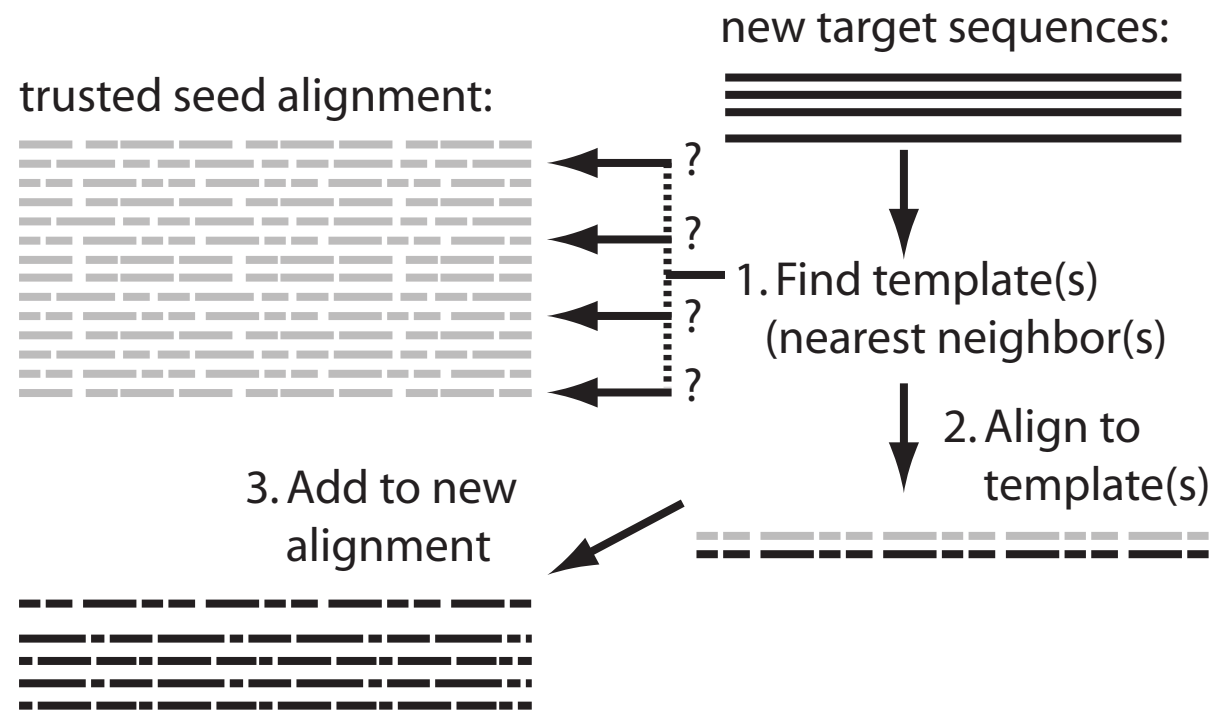 new target sequences:
trusted seed alignment:
?
?
?
?
1. Find template(s)
(nearest neighbor(s)
2. Align to
template(s)
3. Add to new
alignment